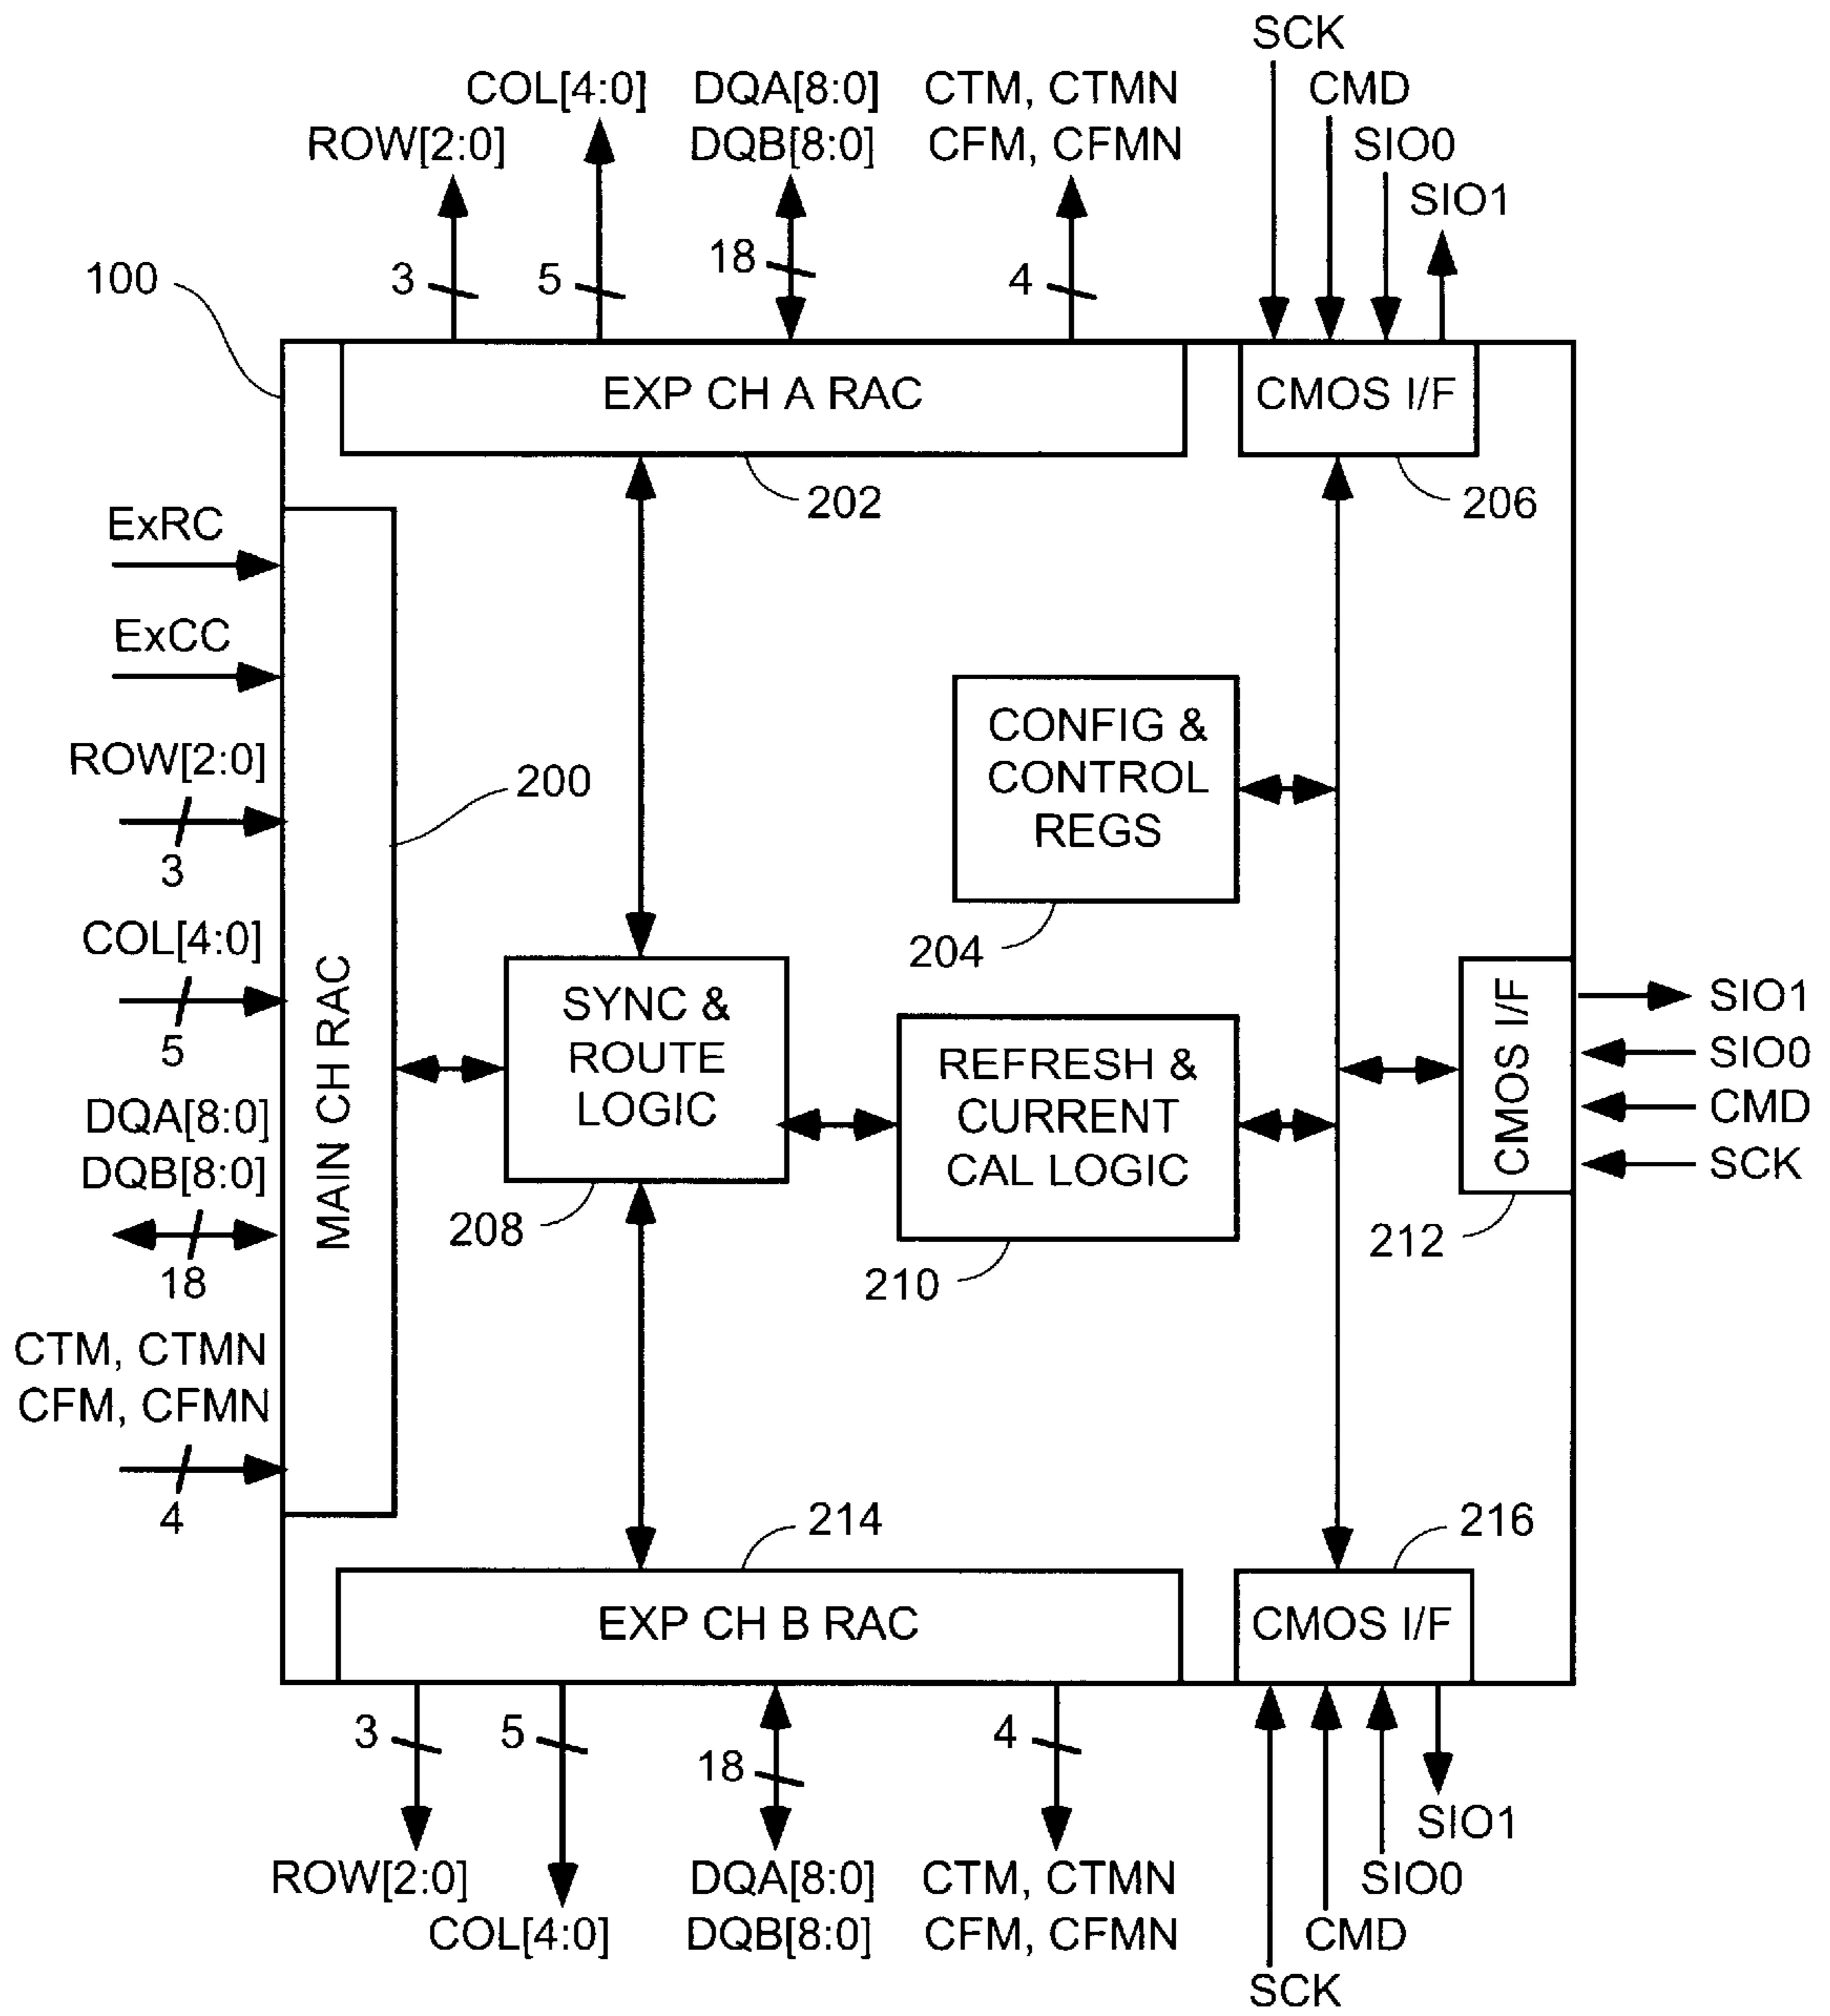 SCK
COL[4:0]
DQA[8:0]
CTM, CTMN
CMD
ROW[2:0]
DQB[8:0]
CFM, CFMN
SIO0
SIO1
100
3
5
18
4
EXP CH A RAC
CMOS I/F
202
206
ExRC
ExCC
ROW[2:0]
3
200
CONFIG &
CONTROL
REGS
204
COL[4:0]
5
MAIN CH RAC
SYNC &
ROUTE
LOGIC
208
REFRESH &
CURRENT
CAL LOGIC
210
CMOS I/F
212
SIO1
SIO0
CMD
SCK
DQA[8:0]
DQB[8:0]
18
CTM, CTMN
CFM, CFMN
4
214
216
EXP CH B RAC
CMOS I/F
3
5
18
4
SIO1
ROW[2:0]
DQA[8:0]
CTM, CTMN
SIO0
COL[4:0]
DQB[8:0]
CFM, CFMN
CMD
SCK